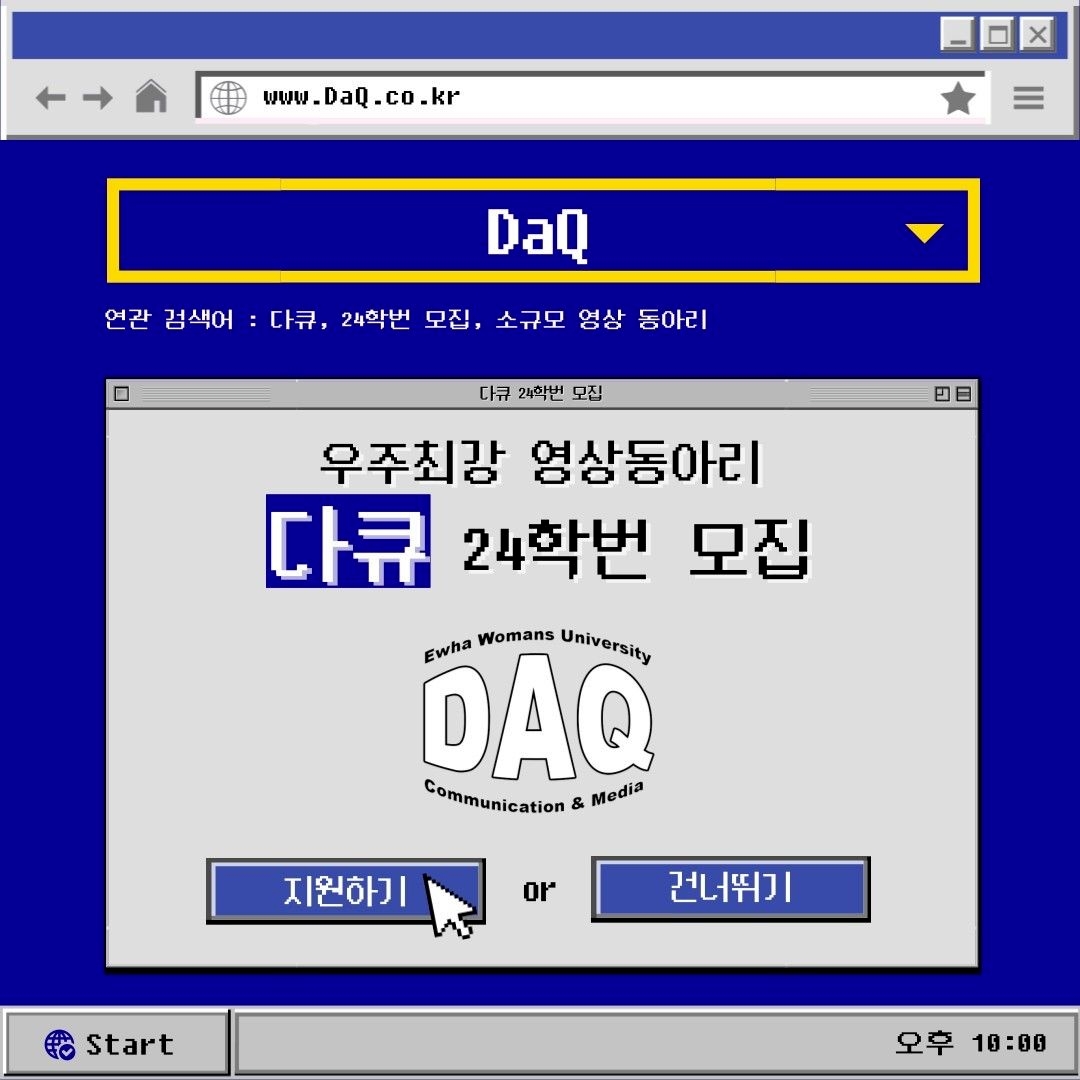 www.DaQ.co.kr
DaQ
연관 검색어 : 다큐, 24학번 모집, 소규모 영상 동아리
다큐 24학번 모집
우주최강 영상동아리
다큐 24학번 모집
Ewha Womans University
DAQ
Communication & Media
지원하기 or 건너뛰기
Start 오후 10:00